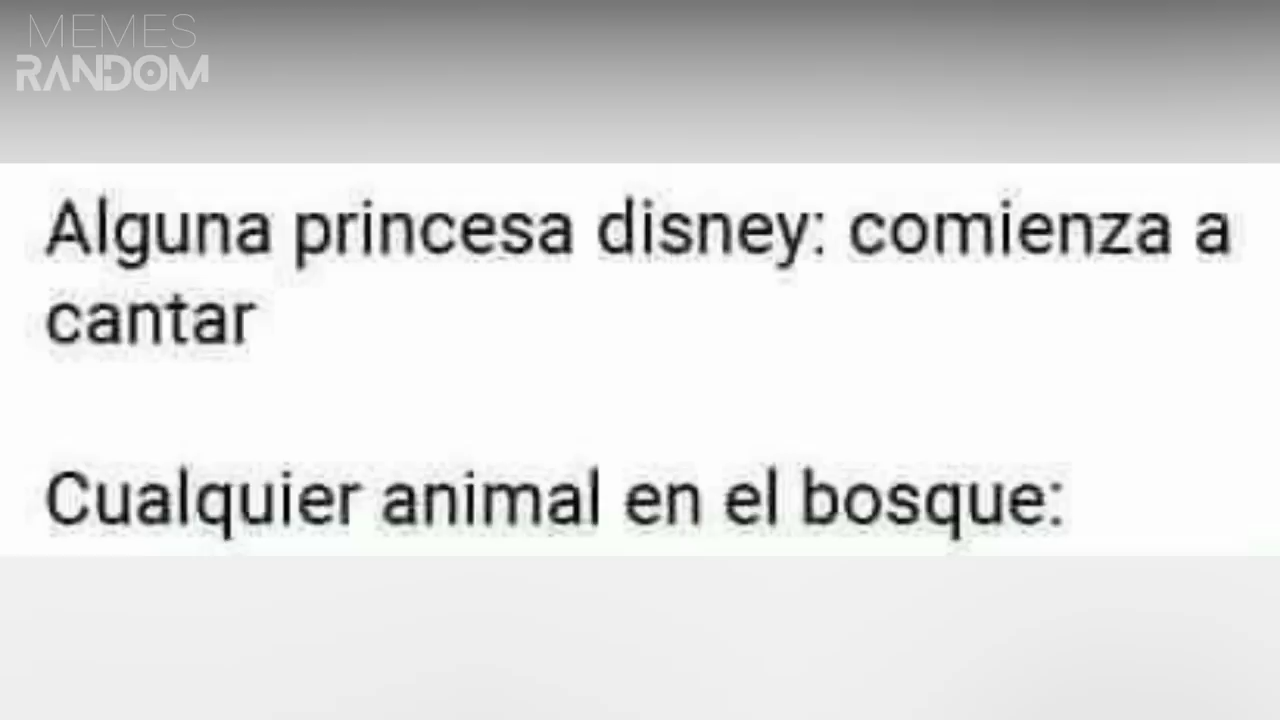 MEMES
RANDOM
Alguna princesa disney: comienza a
cantar
Cualquier animal en el bosque: